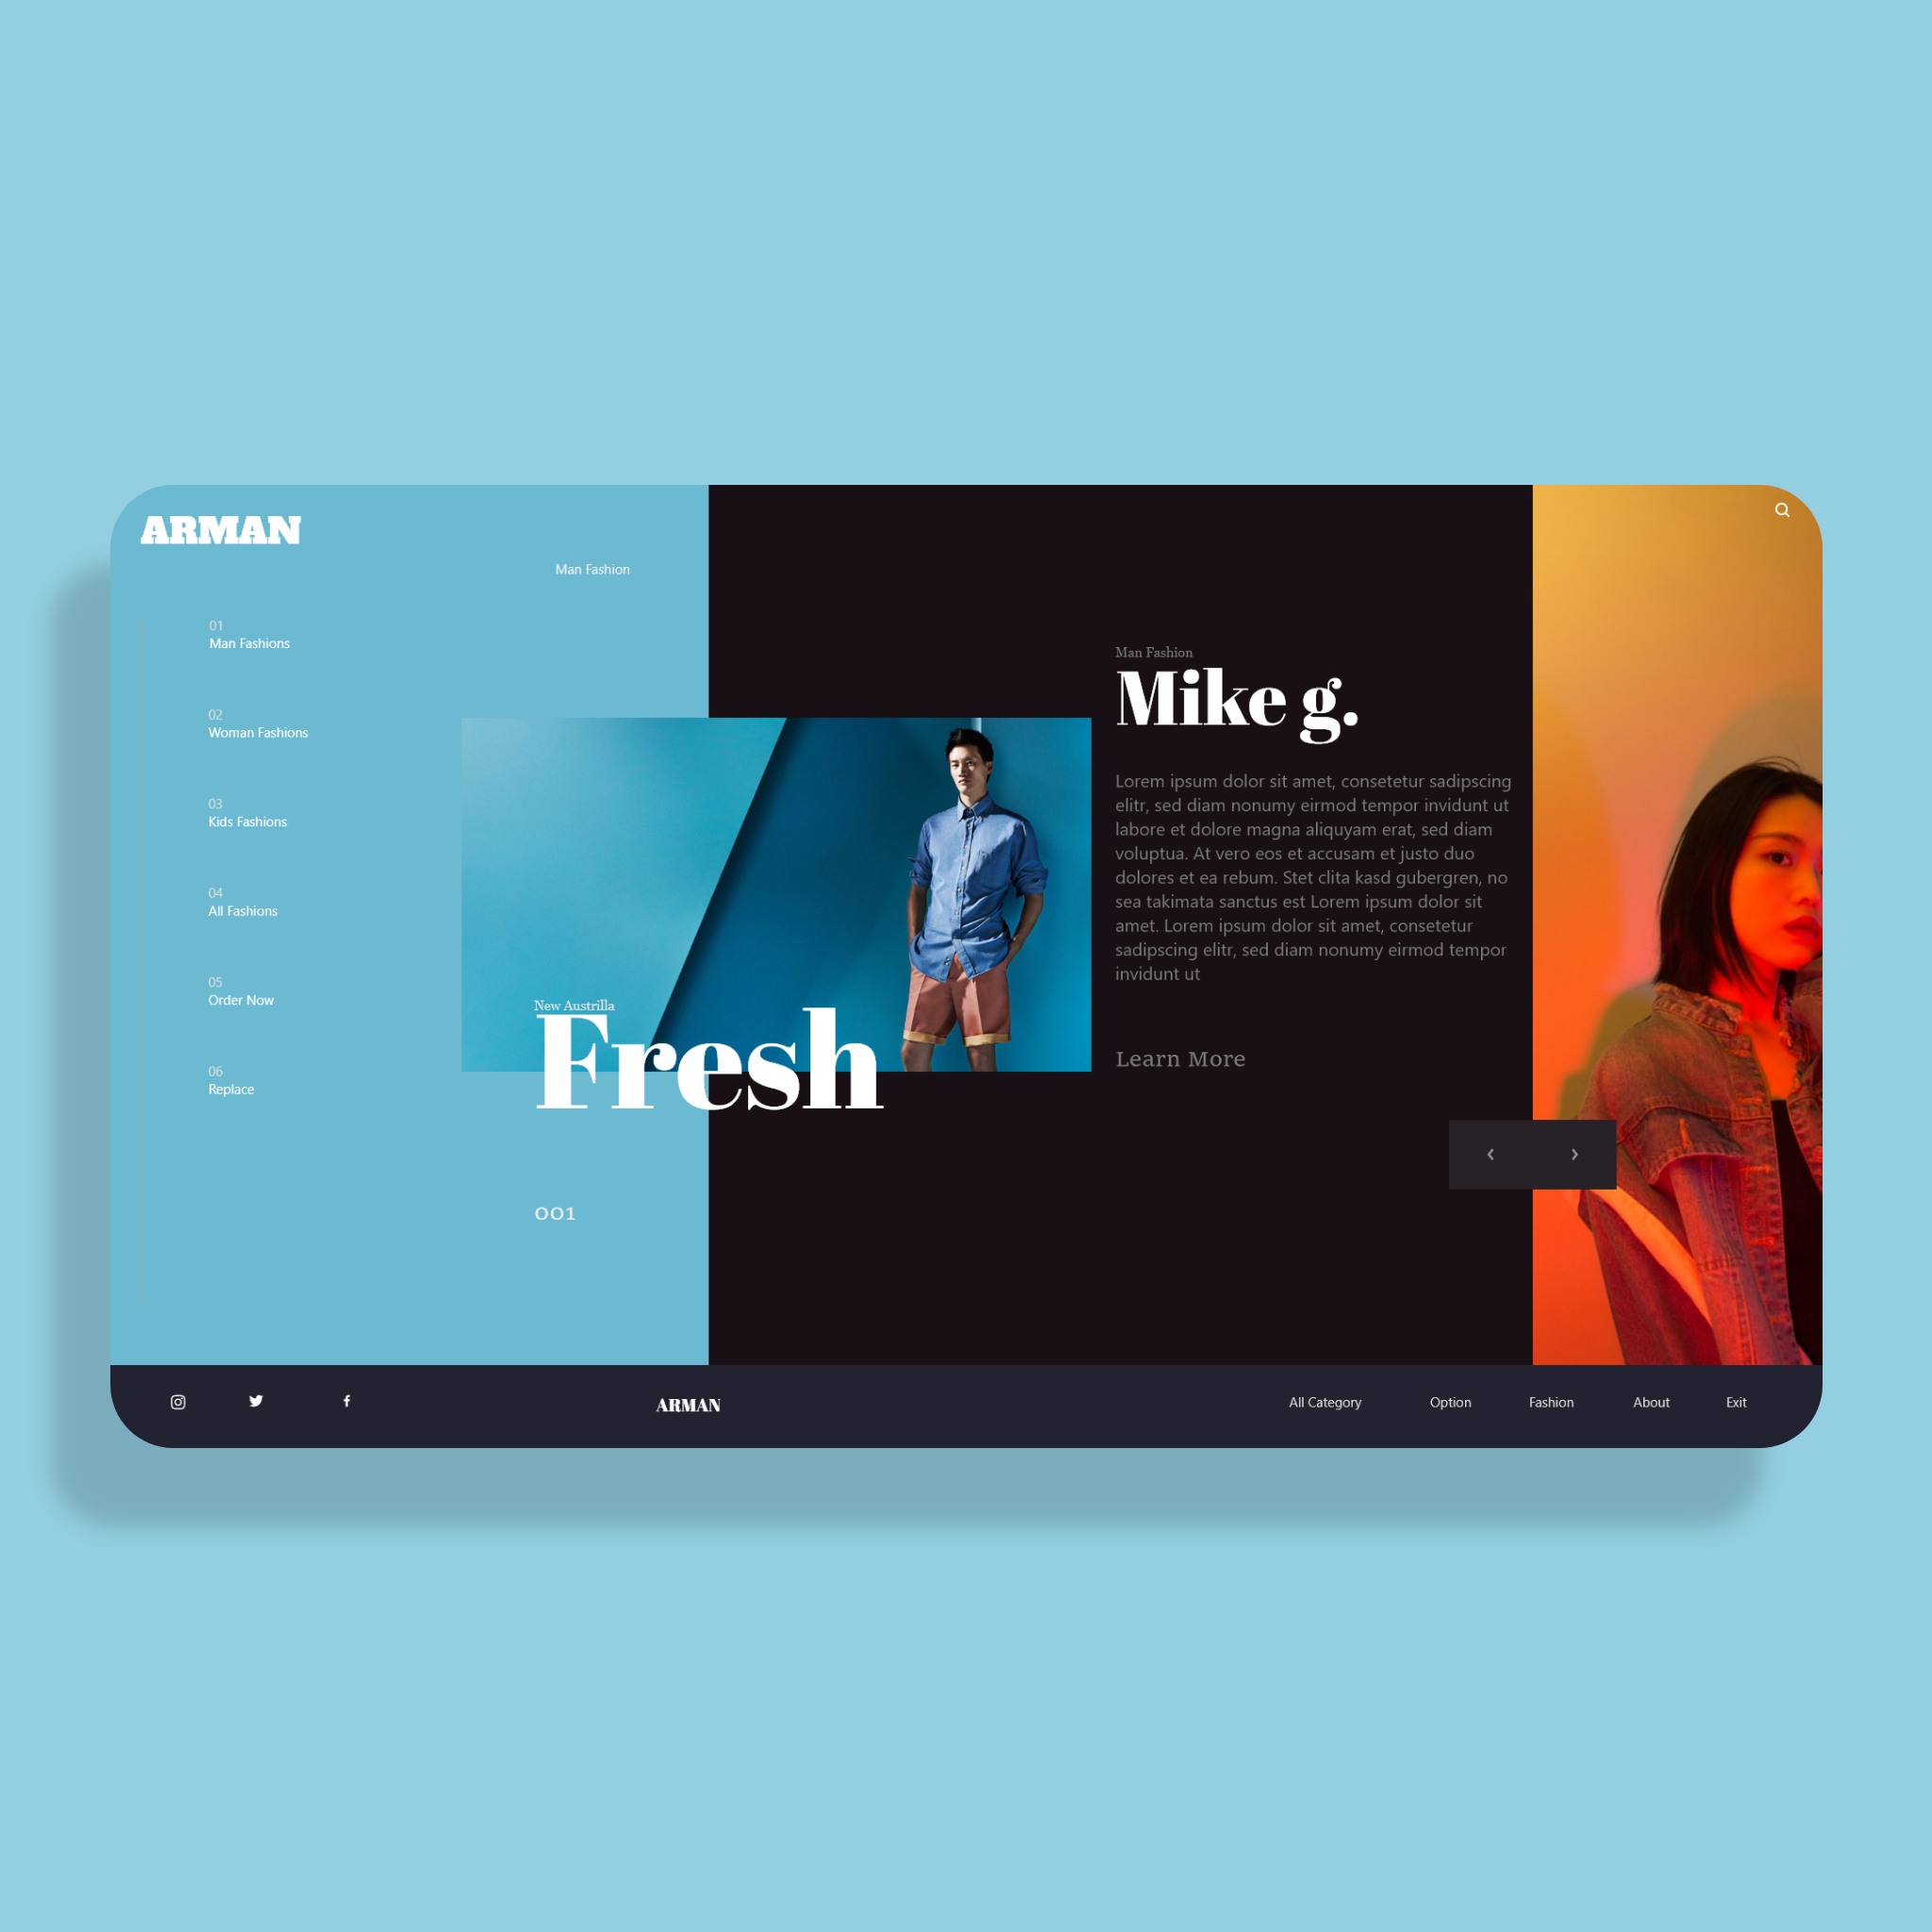 ARMAN
Man Fashion
01
Man Fashions
02
Woman Fashions
03
Kids Fashions
04
All Fashions
05
Order Now
06
Replace
New Austrilla
Fresh
001
Man Fashion
Mike g.
Lorem ipsum dolor sit amet, consetetur sadipscing
elitr, sed diam nonumy eirmod tempor invidunt ut
labore et dolore magna aliquyam erat, sed diam
voluptua. At vero eos et accusam et justo duo
dolores et ea rebum. Stet clita kasd gubergren, no
sea takimata sanctus est Lorem ipsum dolor sit
amet. Lorem ipsum dolor sit amet, consetetur
sadipscing elitr, sed diam nonumy eirmod tempor
invidunt ut
Learn More
ARMAN
All Category Option Fashion About Exit